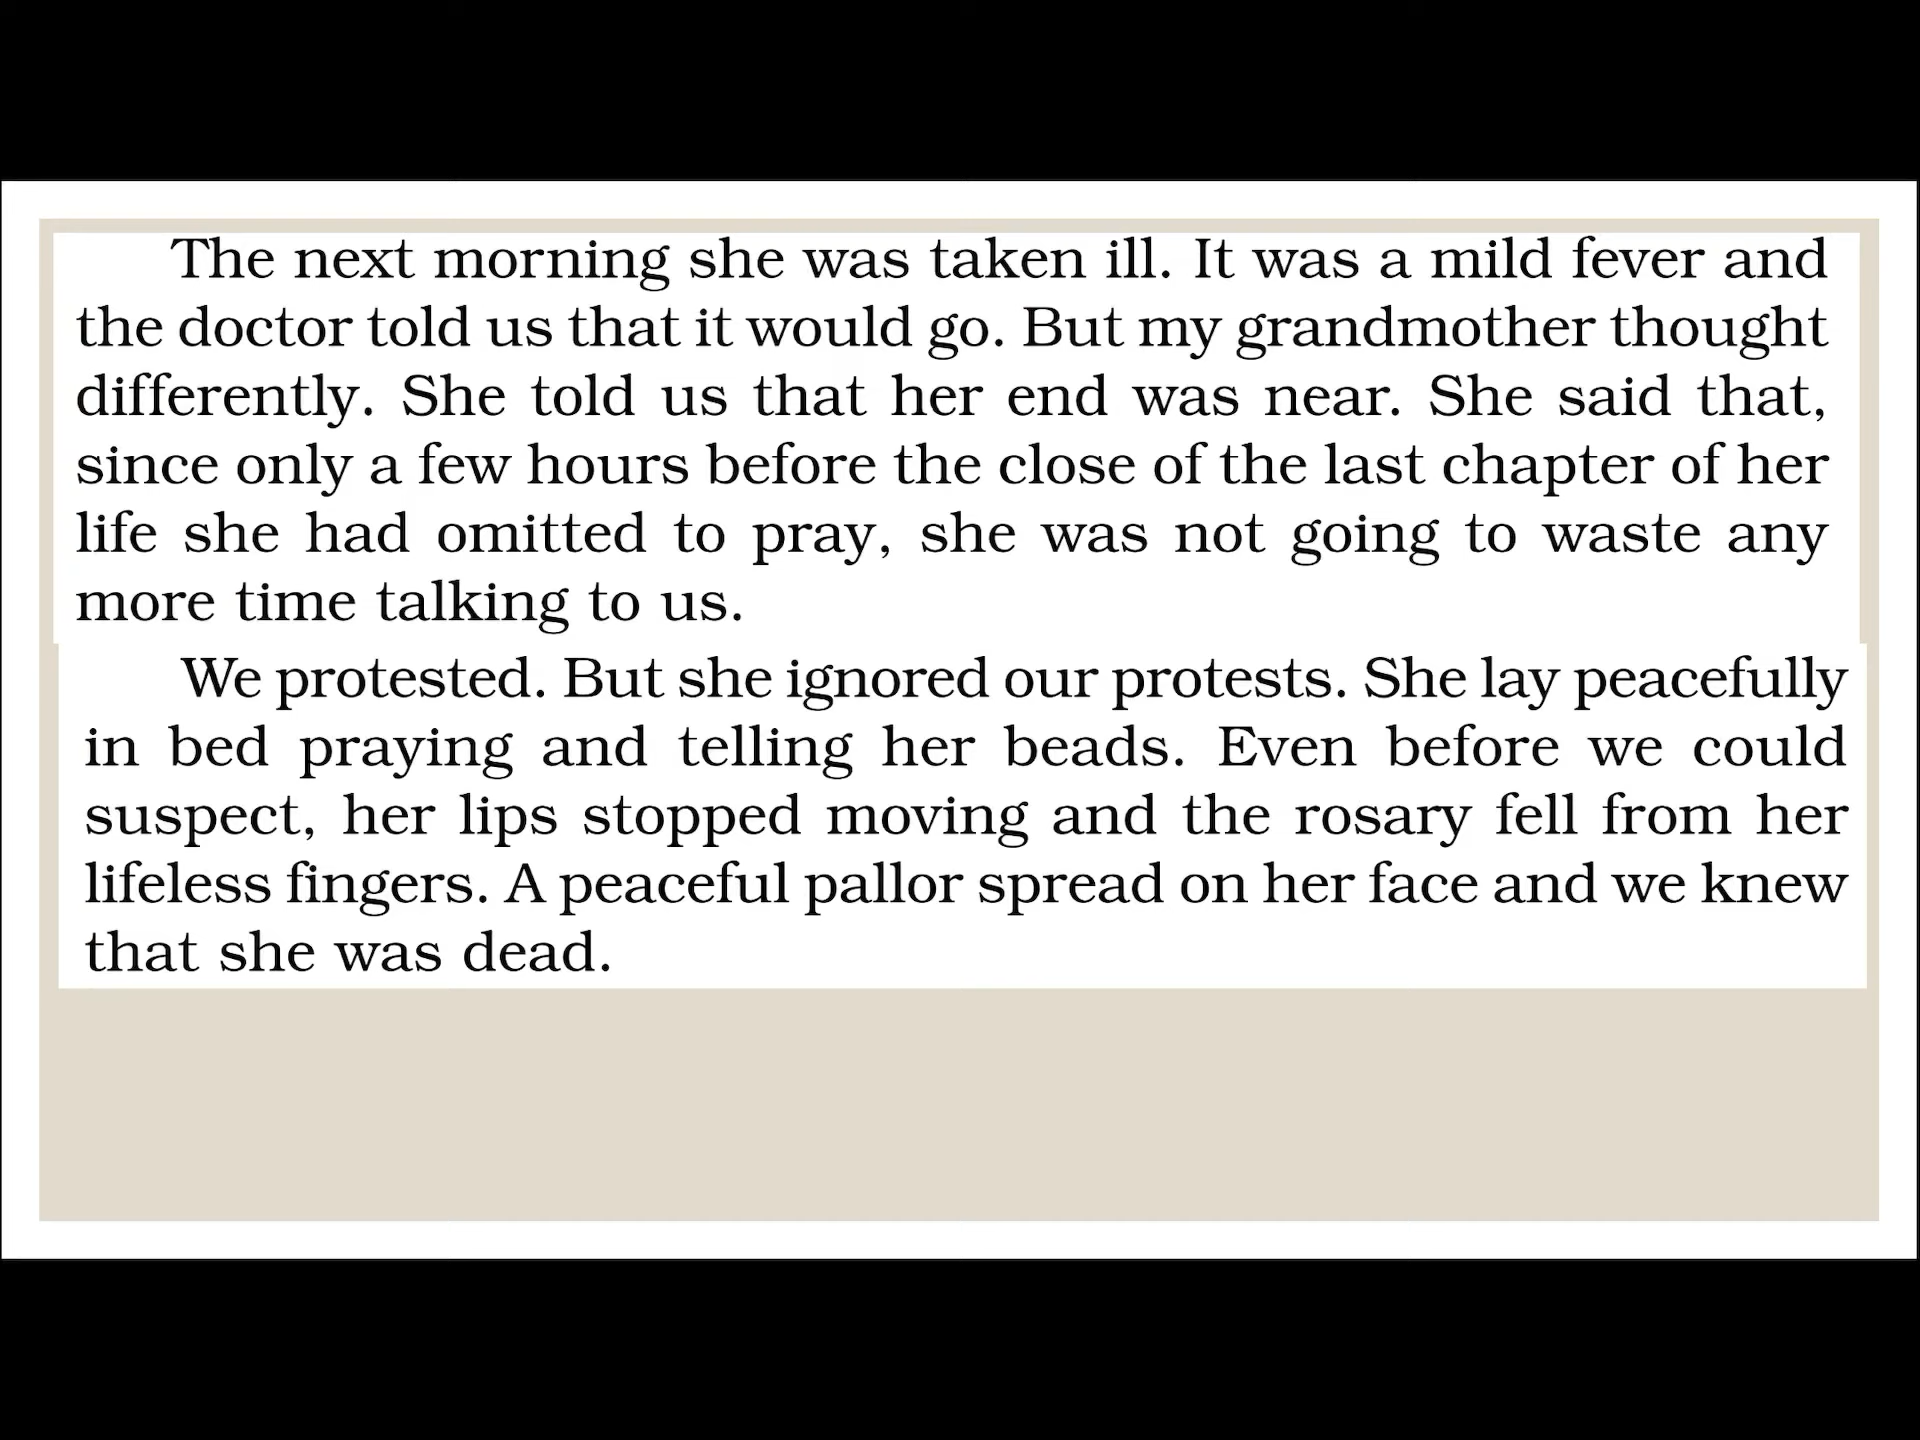 The next morning she was taken ill. It was a mild fever and
the doctor told us that it would go. But my grandmother thought
differently. She told us that her end was near. She said that,
since only a few hours before the close of the last chapter of her
life she had omitted to pray, she was not going to waste any
more time talking to us.
We protested. But she ignored our protests. She lay peacefully
in bed praying and telling her beads. Even before we could
suspect, her lips stopped moving and the rosary fell from her
lifeless fingers. A peaceful pallor spread on her face and we knew
that she was dead.